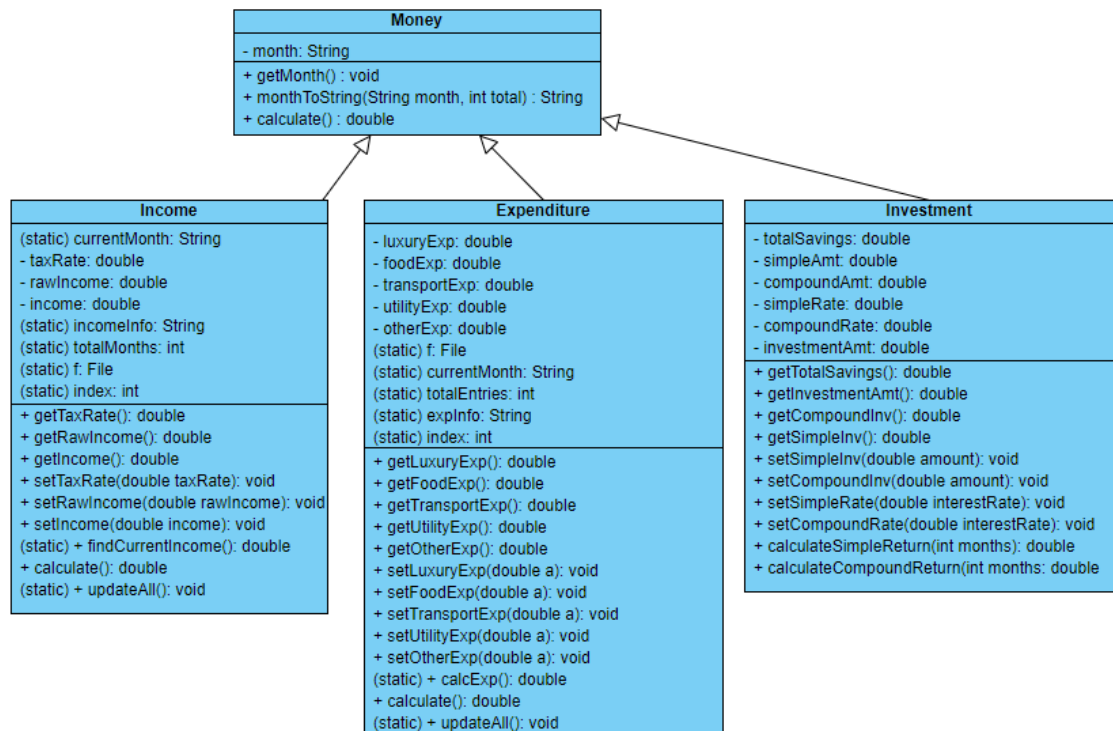 Money
- month: String
+ getMonth() : void
+ monthToString(String month, int total) : String
+ calculate() : double
Income
(static) currentMonth: String
- taxRate: double
- rawIncome: double
- income: double
(static) incomeInfo: String
(static) totalMonths: int
(static) f: File
(static) index: int
+ getTaxRate(): double
+ getRawIncome(): double
+ getIncome(): double
+ setTaxRate(double taxRate): void
+ setRawIncome(double rawIncome): void
+ setIncome(double income): void
(static) + findCurrentIncome(): double
+ calculate(): double
(static) + updateAll(): void
Expenditure
- luxuryExp: double
- foodExp: double
- transportExp: double
- utilityExp: double
- otherExp: double
(static) f: File
(static) currentMonth: String
(static) totalEntries: int
(static) expInfo: String
(static) index: int
+ getLuxuryExp(): double
+ getFoodExp(): double
+ getTransportExp(): double
+ getUtilityExp(): double
+ getOtherExp(): double
+ setLuxuryExp(double a): void
+ setFoodExp(double a): void
+ setTransportExp(double a): void
+ setUtilityExp(double a): void
+ setOtherExp(double a): void
(static) + calcExp(): double
+ calculate(): double
(static) + updateAll(): void
Investment
- totalSavings: double
- simpleAmt: double
- compoundAmt: double
- simpleRate: double
- compoundRate: double
- investmentAmt: double
+ getTotalSavings(): double
+ getInvestmentAmt(): double
+ getCompoundInv(): double
+ getSimpleInv(): double
+ setSimpleInv(double amount): void
+ setCompoundInv(double amount): void
+ setSimpleRate(double interestRate): void
+ setCompoundRate(double interestRate): void
+ calculateSimpleReturn(int months): double
+ calculateCompoundReturn(int months: double